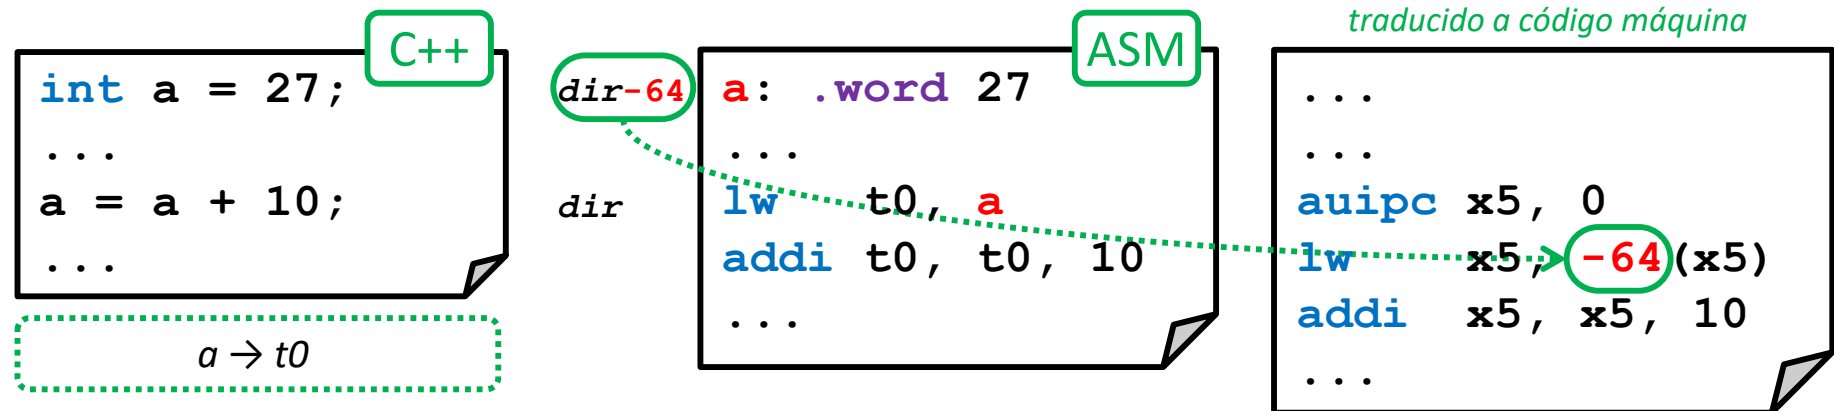 C++
int a = 27;
...
a = a + 10;
...
a → t0
ASM
dir-64 a: .word 27
...
dir lw t0, a
addi t0, t0, 10
...
traducido a código máquina
...
...
auipc x5, 0
lw x5, -64(x5)
addi x5, x5, 10
...